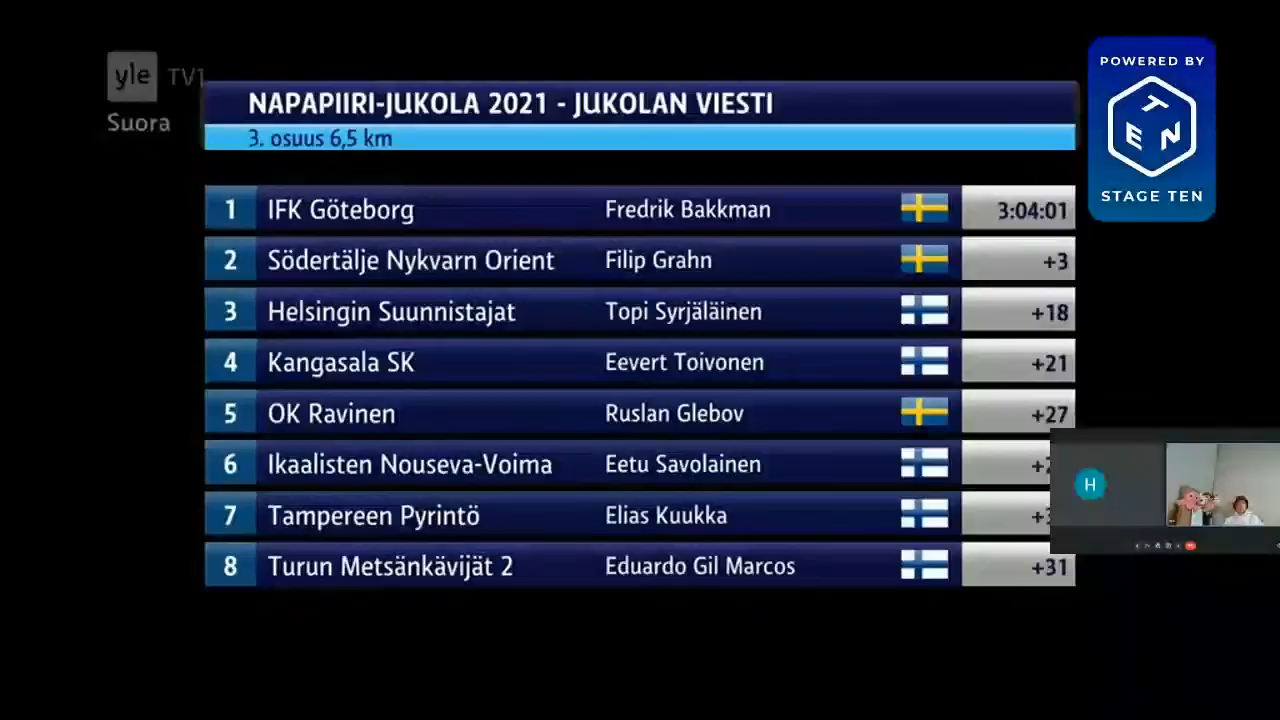 yle TV1
Suora
POWERED BY
TEN
STAGE TEN
NAPAPIIRI-JUKOLA 2021 - JUKOLAN VIESTI
3. osuus 6,5 km
1 IFK Göteborg Fredrik Bakkman 3:04:01
2 Södertälje Nykvarn Orient Filip Grahn +3
3 Helsingin Suunnistajat Topi Syrjäläinen +18
4 Kangasala SK Eevert Toivonen +21
5 OK Ravinen Ruslan Glebov +27
6 Ikaalisten Nouseva-Voima Eetu Savolainen
7 Tampereen Pyrintö Elias Kuukka
8 Turun Metsänkävijät 2 Eduardo Gil Marcos +31
H